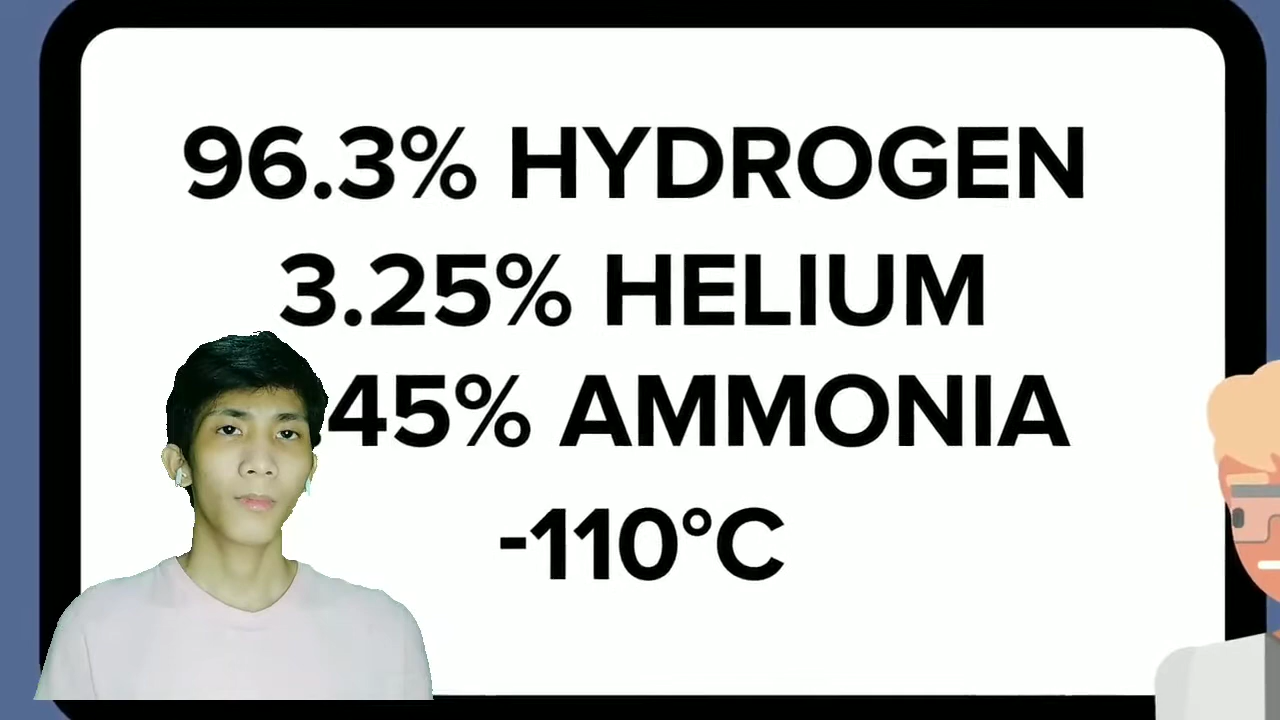 96.3% HYDROGEN
3.25% HELIUM
.45% AMMONIA
-110°C